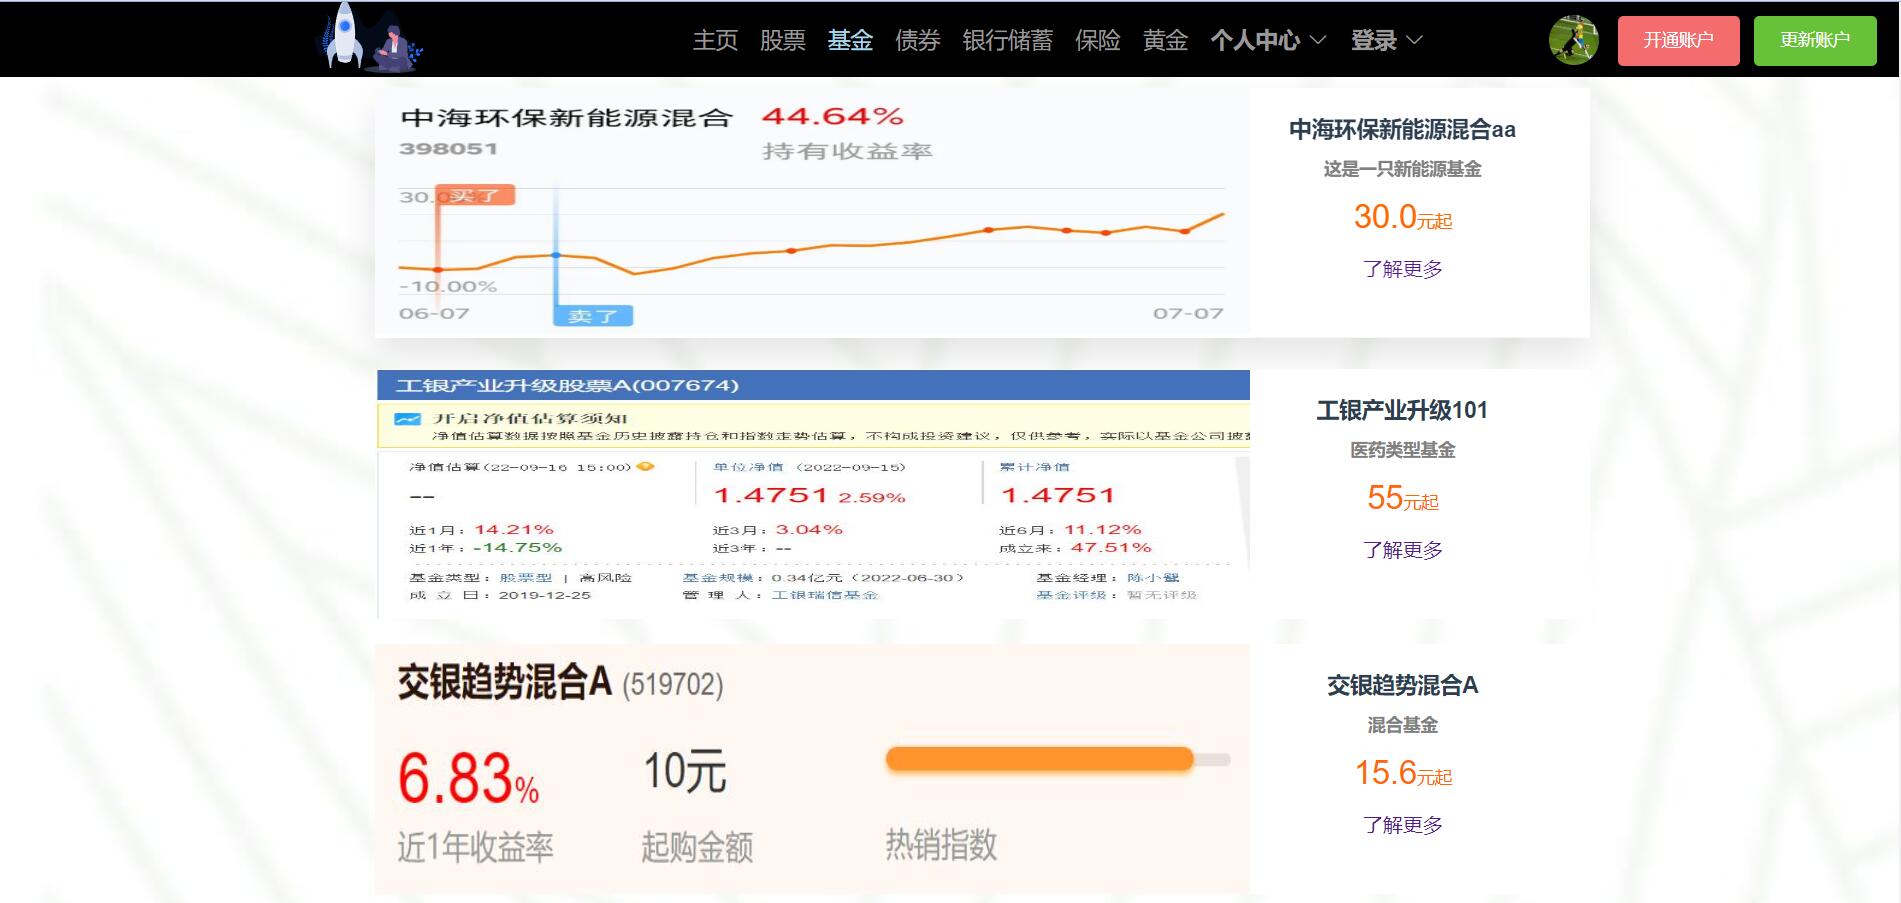 主页 股票 基金 债券 银行储蓄 保险 黄金 个人中心 登录 开通账户 更新账户
中海环保新能源混合 44.64%
398051 持有收益率
30.0 买了
-10.00%
06-07 卖了 07-07
中海环保新能源混合aa
这是一只新能源基金
30.0元起
了解更多
工银产业升级股票A(007674)
开启净值估算须知
净值估算数据按照基金历史披露持仓和指数走势估算，不构成投资建议，仅供参考，实际以基金公司披露
净值估算(22-09-16 15:00) 单位净值 (2022-09-15) 累计净值
-- 1.4751 2.59% 1.4751
近1月：14.21% 近3月：3.04% 近6月：11.12%
近1年：-14.75% 近3年：-- 成立来：47.51%
基金类型：股票型 | 高风险 基金规模：0.34亿元（2022-06-30） 基金经理：陈小鹭
成 立 日：2019-12-25 管 理 人：工银瑞信基金 基金评级：暂无评级
工银产业升级101
医药类型基金
55元起
了解更多
交银趋势混合A (519702)
6.83% 10元
近1年收益率 起购金额 热销指数
交银趋势混合A
混合基金
15.6元起
了解更多